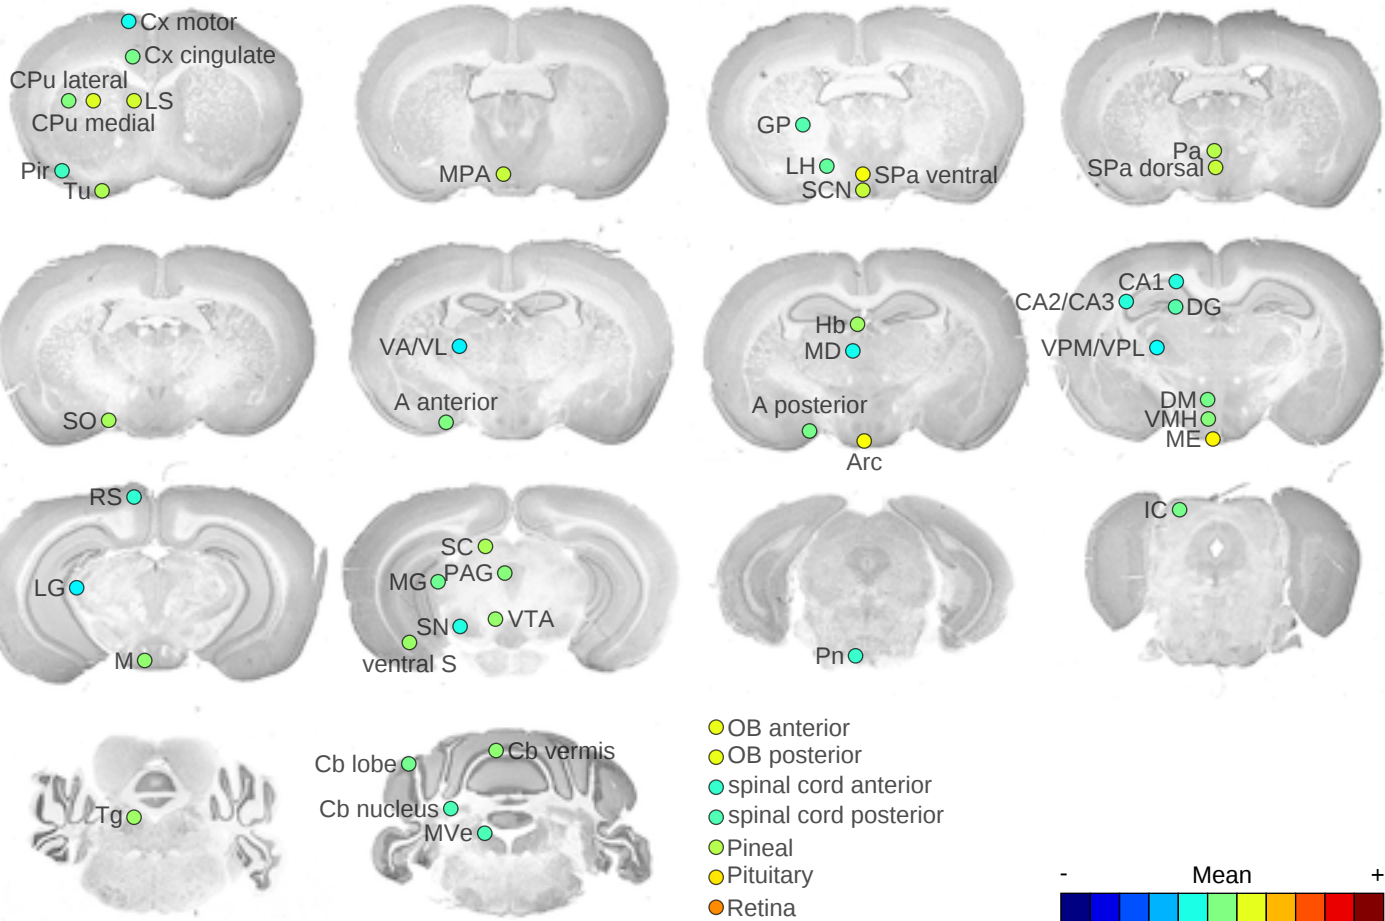 Cx motor
Cx cingulate
CPu lateral
LS
CPu medial
Pir
Tu
MPA
GP
LH
SPa ventral
SCN
Pa
SPa dorsal
SO
VA/VL
A anterior
Hb
MD
A posterior
Arc
CA1
CA2/CA3
DG
VPM/VPL
DM
VMH
ME
RS
LG
M
SC
MG
PAG
SN
VTA
ventral S
Pn
IC
Tg
Cb lobe
Cb vermis
Cb nucleus
MVe
OB anterior
OB posterior
spinal cord anterior
spinal cord posterior
Pineal
Pituitary
Retina
- Mean +